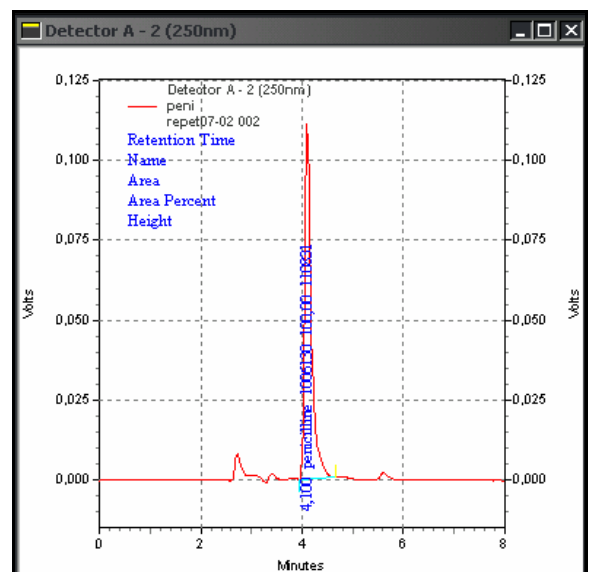 Detector A - 2 (250nm)
0,125
0,100
0,075
0,050
0,025
0,000
Volts
Detector A - 2 (250nm)
peni
repet07-02 002
Retention Time
Name
Area
Area Percent
Height
4,100 penicilline 1006130 100,00 110831
0,125
0,100
0,075
0,050
0,025
0,000
Volts
0
2
4
6
8
Minutes